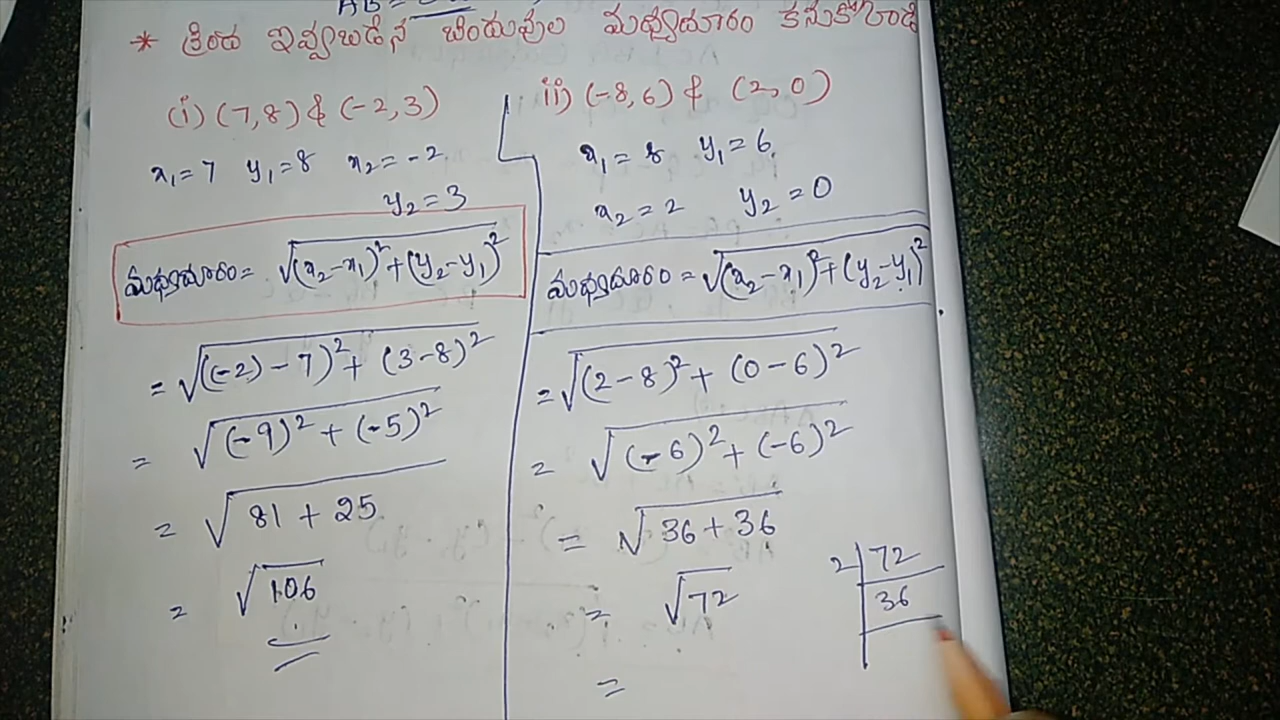 AB =
* క్రింద ఇవ్వబడిన బిందువుల మధ్యదూరం కనుకోండి
(i) (7,8) & (-2,3)
x₁=7 y₁=8 x₂=-2
y₂=3
మధ్యదూరం= √(x₂-x₁)²+(y₂-y₁)²
= √((-2)-7)²+(3-8)²
= √(-9)²+(-5)²
= √81+25
= √106
ii) (-8,6) & (2,0)
x₁=8 y₁=6
x₂=2 y₂=0
మధ్యదూరం = √(x₂-x₁)²+(y₂-y₁)²
= √(2-8)²+(0-6)²
= √(-6)²+(-6)²
= √36+36
= √72
=
2 72
36